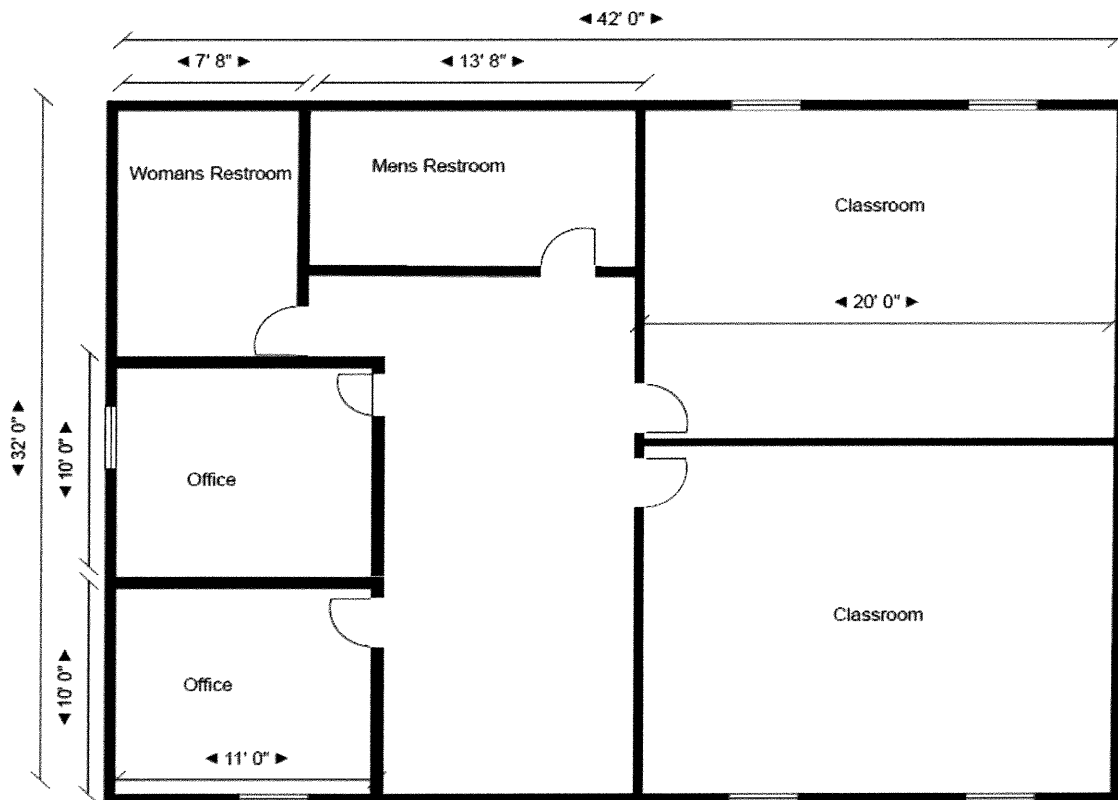 ◄ 42' 0" ►
◄ 7' 8" ►
◄ 13' 8" ►
Womans Restroom
Mens Restroom
Classroom
◄ 20' 0" ►
◄ 32' 0" ►
◄ 10' 0" ►
Office
Classroom
◄ 10' 0" ►
Office
◄ 11' 0" ►